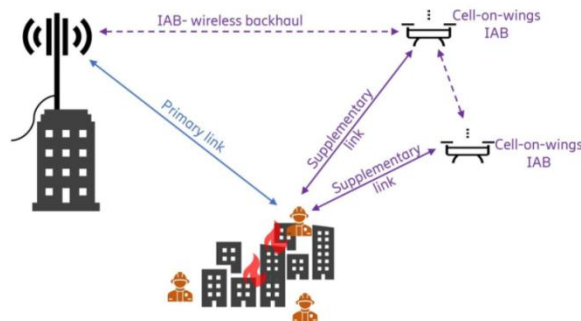 IAB- wireless backhaul
Cell-on-wings
IAB
Primary link
Supplementary
link
Supplementary
link
Cell-on-wings
IAB